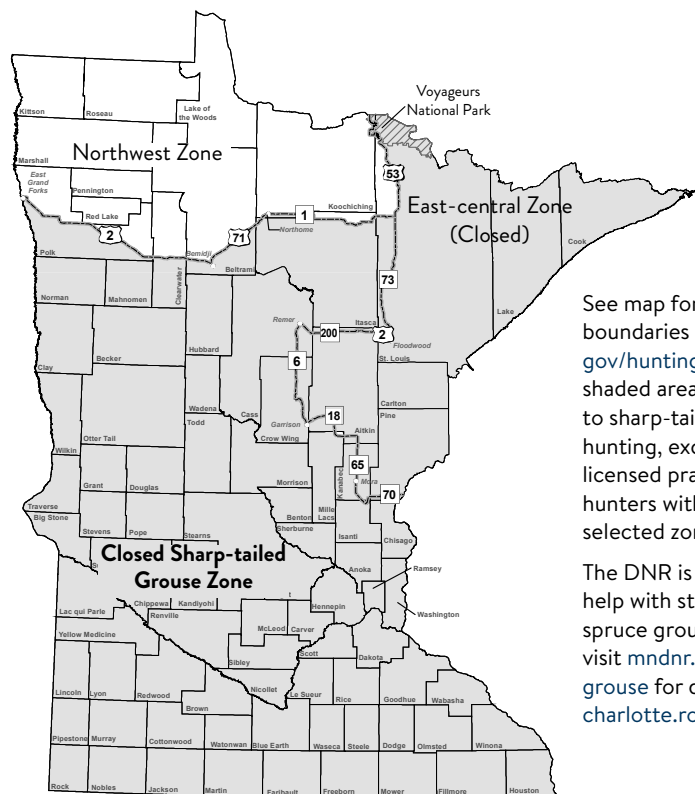 Voyageurs
National Park
Kittson
Roseau
Lake of
the Woods
Northwest Zone
Marshall
East
Grand
Forks
Pennington
Red Lake
53
East-central Zone
(Closed)
Koochiching
1
Northome
71
2
Bemidji
Beltrami
Polk
Clearwater
Cook
Lake
73
Norman
Mahnomen
Hubbard
Remer
200
Itasca
2
Floodwood
St. Louis
6
Clay
Becker
Wadena
Todd
Cass
Garrison
Crow Wing
18
Aitkin
Carlton
Pine
Wilkin
Otter Tail
65
Kanabec
Mora
70
Grant
Douglas
Morrison
Mille
Lacs
Benton
Sherburne
Traverse
Big Stone
Stevens
Pope
Stearns
Isanti
Chisago
Closed Sharp-tailed
Grouse Zone
Anoka
Ramsey
Washington
Lac qui Parle
Chippewa
Kandiyohi
Renville
Hennepin
McLeod
Carver
Yellow Medicine
Sibley
Scott
Dakota
Lincoln
Lyon
Redwood
Nicollet
Le Sueur
Rice
Goodhue
Wabasha
Brown
Pipestone
Murray
Cottonwood
Watonwan
Blue Earth
Waseca
Steele
Dodge
Olmsted
Winona
Rock
Nobles
Jackson
Martin
Faribault
Freeborn
Mower
Fillmore
Houston
See map for
boundaries
gov/hunting
shaded area
to sharp-tail
hunting, exc
licensed pra
hunters with
selected zon
The DNR is
help with st
spruce grou
visit mndnr.
grouse for d
charlotte.ro